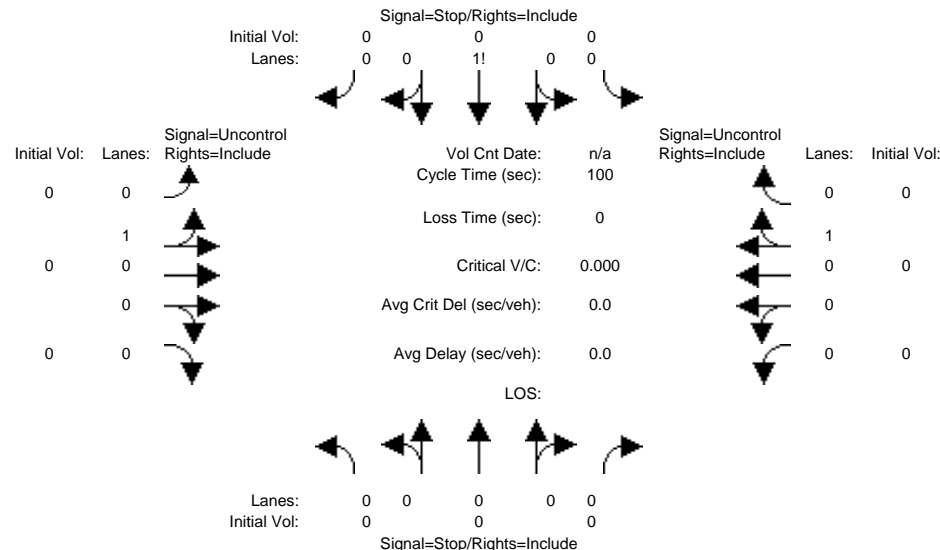 Signal=Stop/Rights=Include
Initial Vol: 0 0 0
Lanes: 0 0 1! 0 0
Signal=Uncontrol Signal=Uncontrol
Initial Vol: Lanes: Rights=Include Vol Cnt Date: n/a Rights=Include Lanes: Initial Vol:
Cycle Time (sec): 100
0 0 0 0
Loss Time (sec): 0
1 1
0 0 Critical V/C: 0.000 0 0
0 Avg Crit Del (sec/veh): 0.0 0
0 0 Avg Delay (sec/veh): 0.0 0 0
LOS:
Lanes: 0 0 0 0 0
Initial Vol: 0 0 0
Signal=Stop/Rights=Include